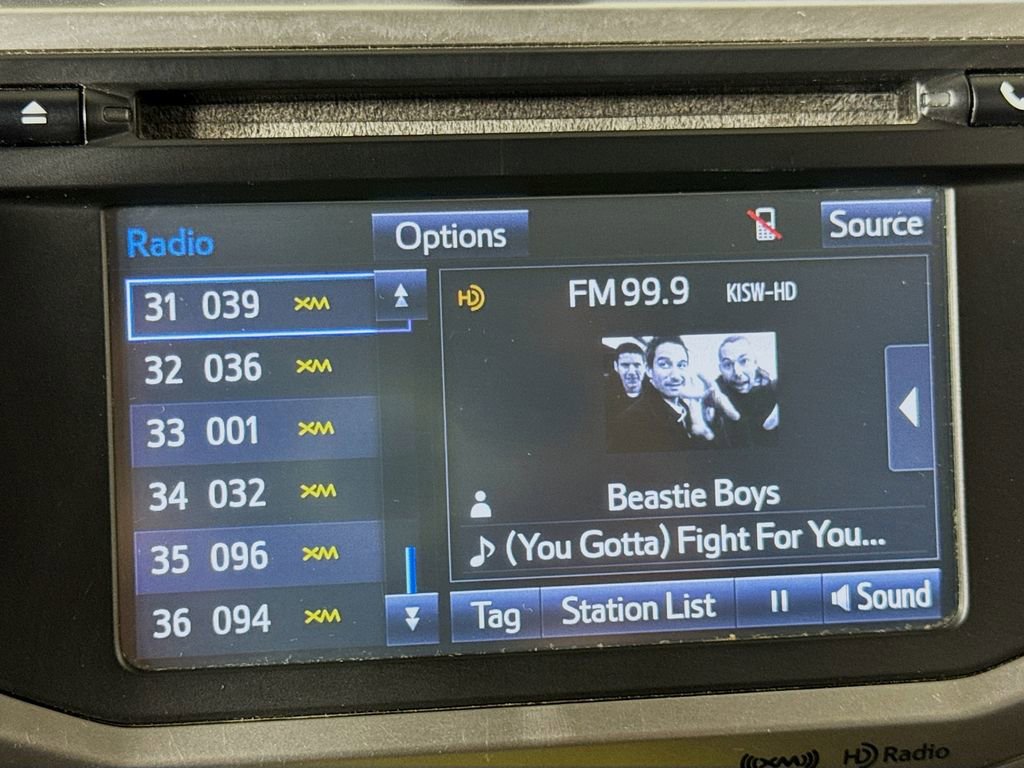 Radio
Options
Source
31 039 XM
32 036 XM
33 001 XM
34 032 XM
35 096 XM
36 094 XM
HD
FM 99.9 KISW-HD
Beastie Boys
(You Gotta) Fight For You...
Tag
Station List
Sound
((XM)) HD Radio